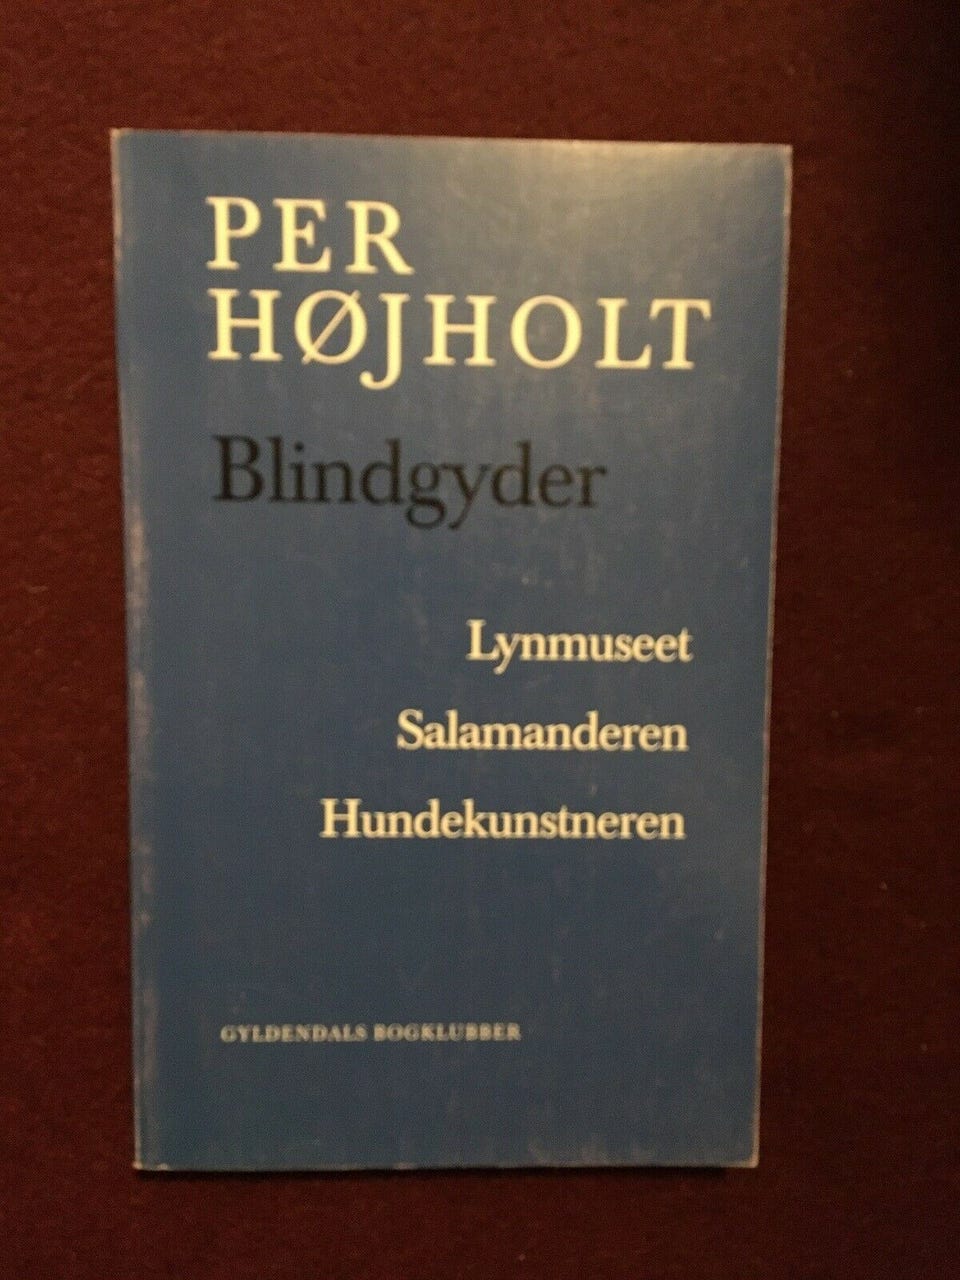 PER
HØJHOLT
Blindgyder
Lynmuseet
Salamanderen
Hundekunstneren
GYLDENDALS BOGKLUBBER